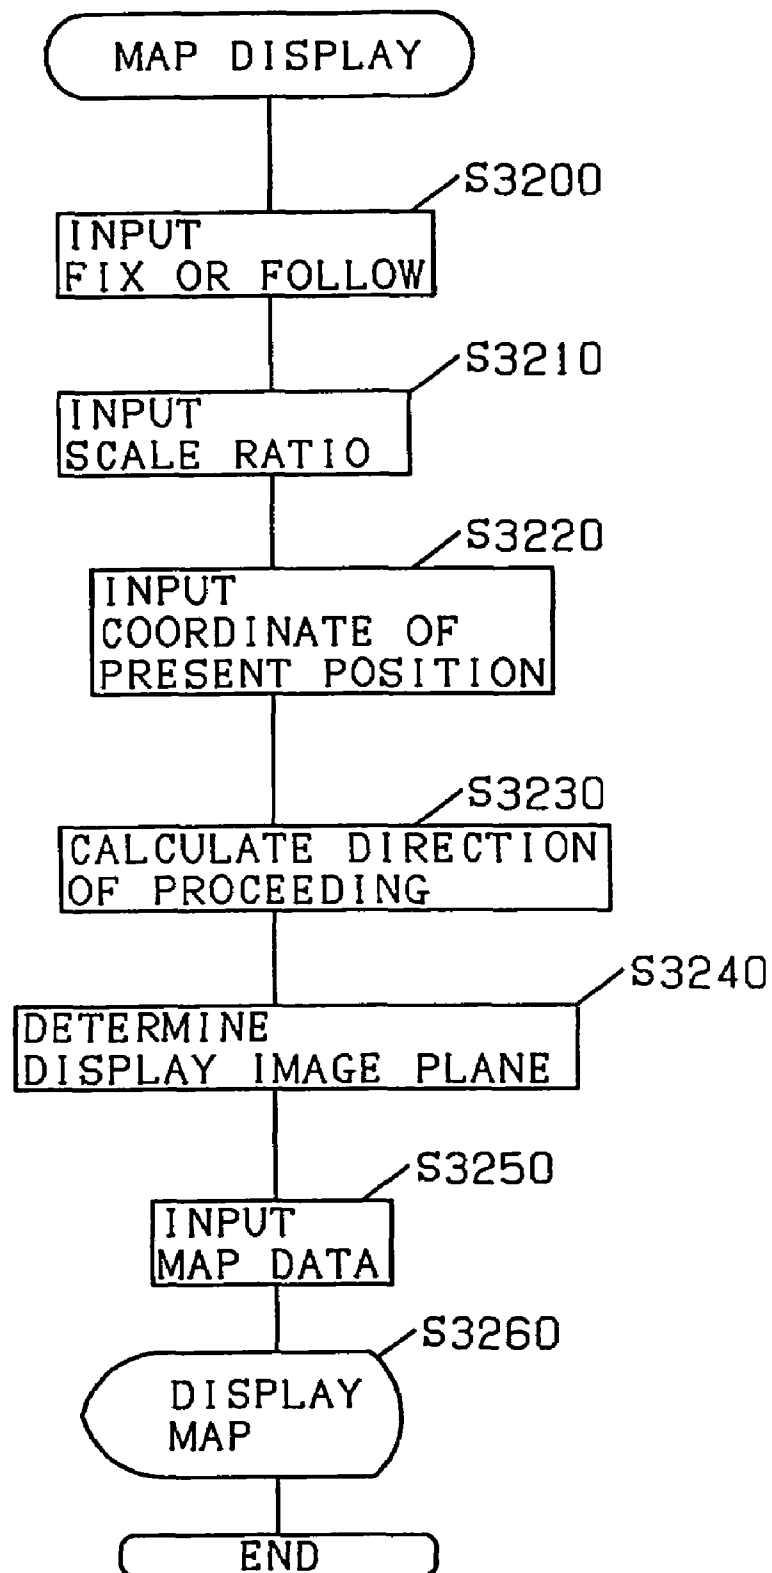 MAP DISPLAY
S3200
INPUT
FIX OR FOLLOW
S3210
INPUT
SCALE RATIO
S3220
INPUT
COORDINATE OF
PRESENT POSITION
S3230
CALCULATE DIRECTION
OF PROCEEDING
S3240
DETERMINE
DISPLAY IMAGE PLANE
S3250
INPUT
MAP DATA
S3260
DISPLAY
MAP
END